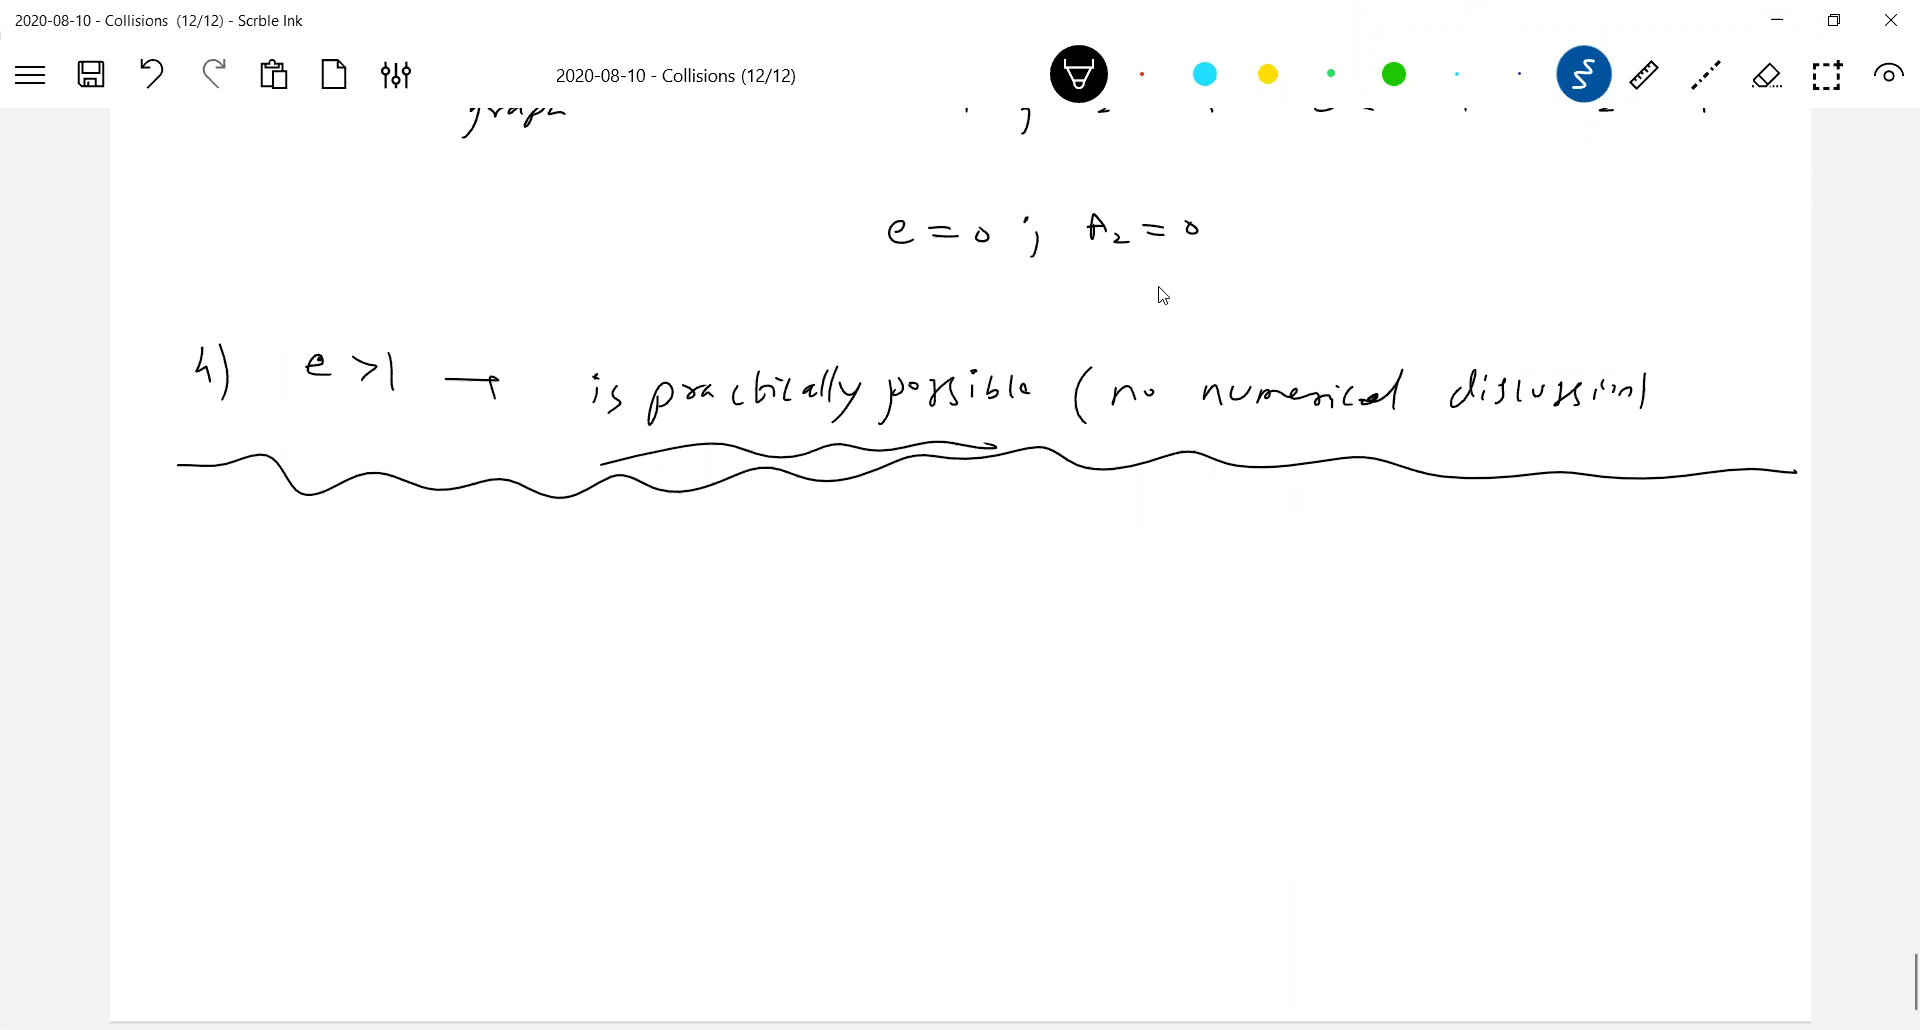 2020-08-10 - Collisions (12/12) - Scrble Ink
2020-08-10 - Collisions (12/12)
graph
e = 0 ; A₂ = 0
4) e > 1 → is practically possible (no numerical discussion)